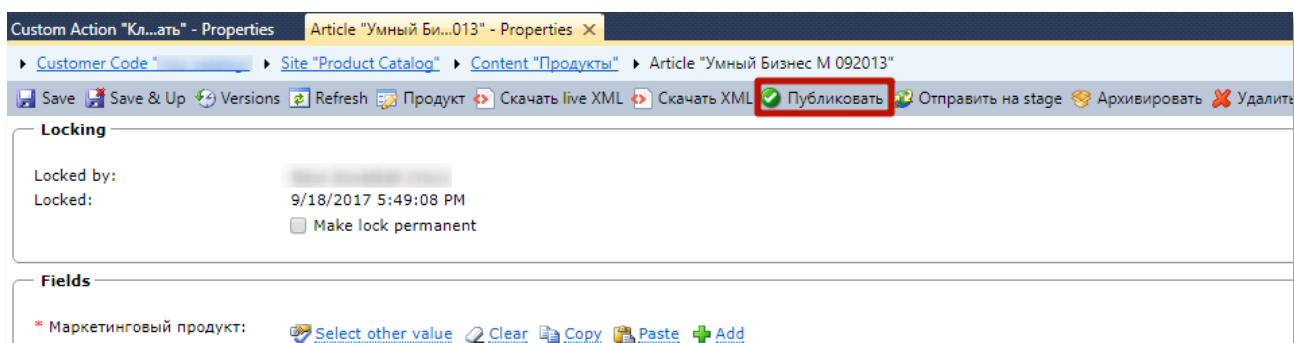 Custom Action "Кл...ать" - Properties Article "Умный Би...013" - Properties
Customer Code " Site "Product Catalog" Content "Продукты" Article "Умный Бизнес М 092013"
Save Save & Up Versions Refresh Продукт Скачать live XML Скачать XML Публиковать Отправить на stage Архивировать Удалить
Locking
Locked by:
Locked: 9/18/2017 5:49:08 PM
Make lock permanent
Fields
* Маркетинговый продукт: Select other value Clear Copy Paste Add